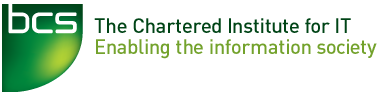 bcs
The Chartered Institute for IT
Enabling the information society